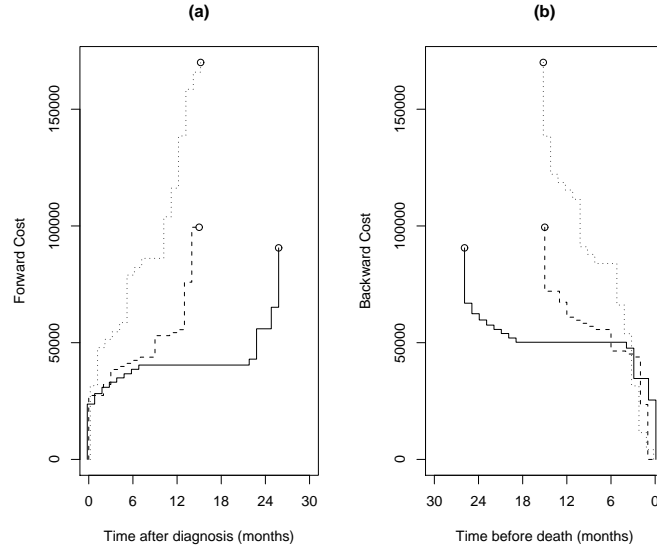 (a)
Forward Cost
150000
100000
50000
0
0 6 12 18 24 30
Time after diagnosis (months)
(b)
Backward Cost
150000
100000
50000
0
30 24 18 12 6 0
Time before death (months)